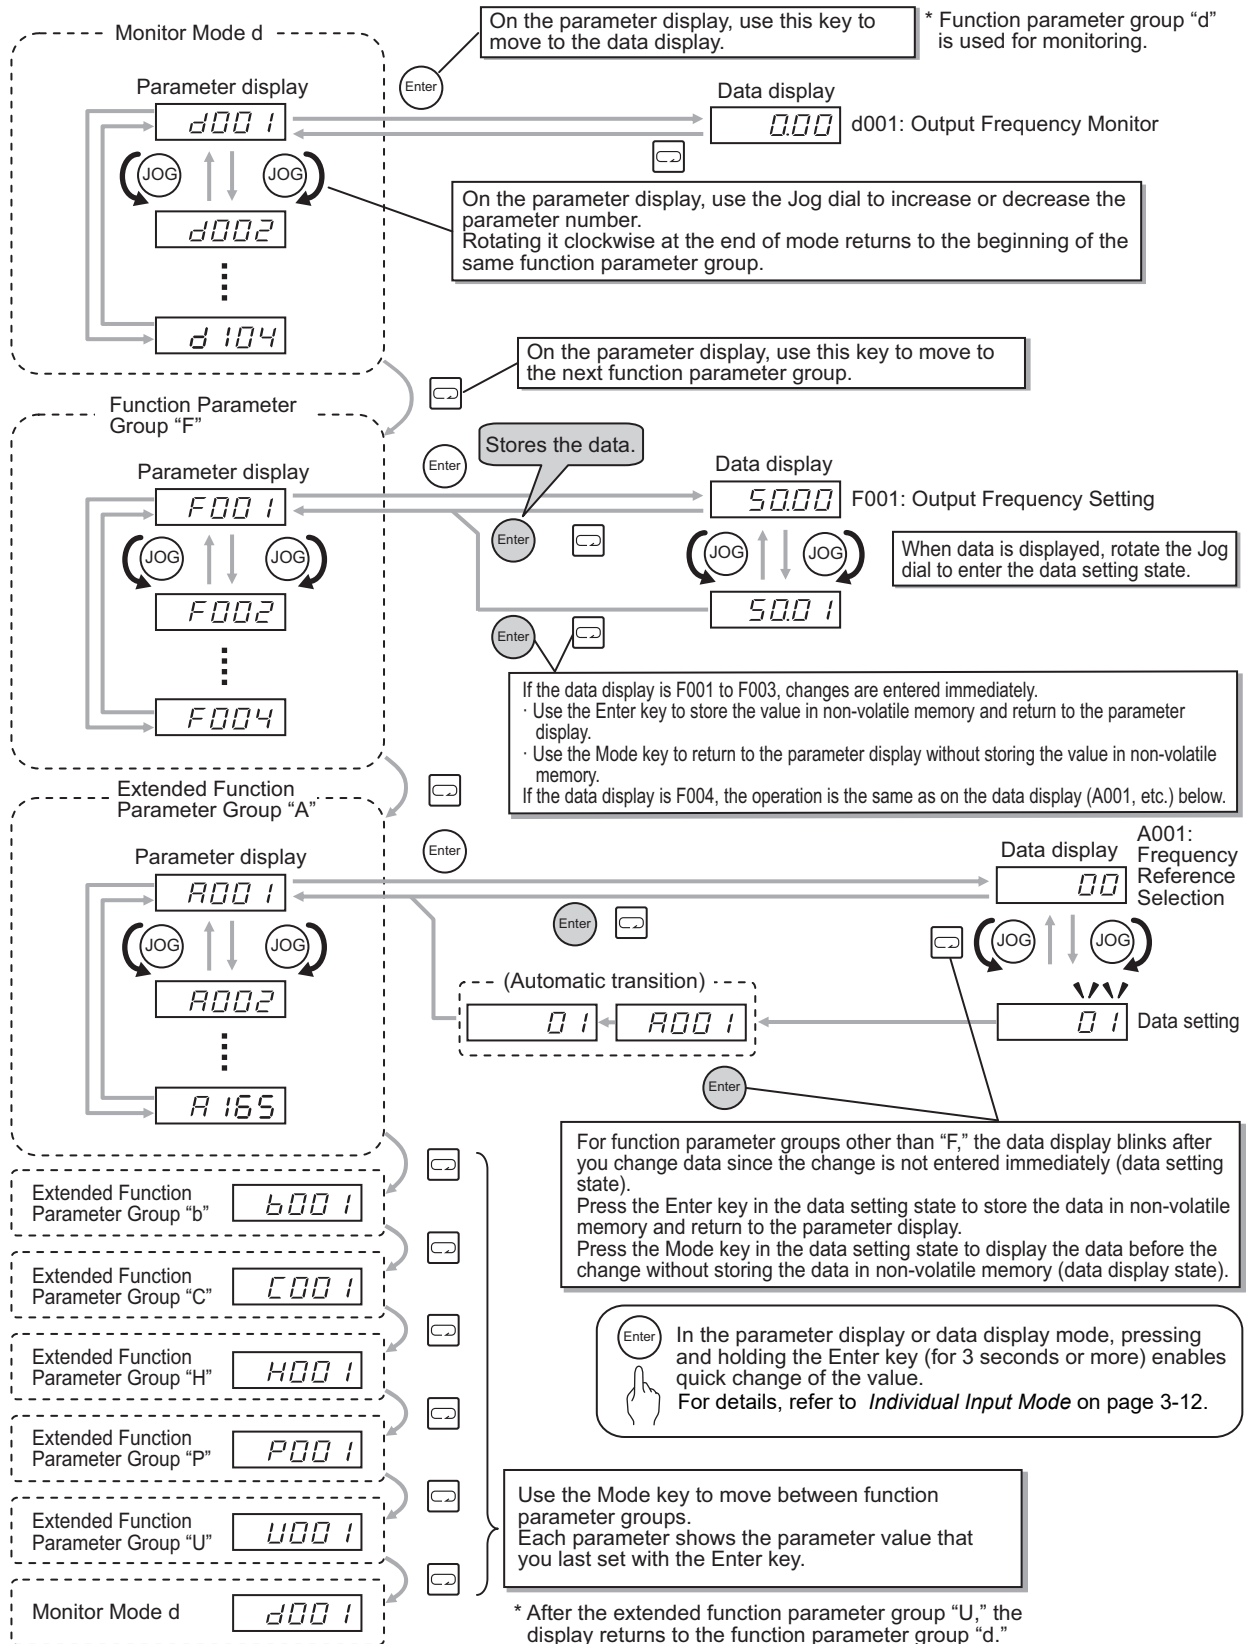 Monitor Mode d
On the parameter display, use this key to
move to the data display.
* Function parameter group “d”
is used for monitoring.
Parameter display
Enter
Data display
d001
0.00
d001: Output Frequency Monitor
JOG
JOG
On the parameter display, use the Jog dial to increase or decrease the
parameter number.
Rotating it clockwise at the end of mode returns to the beginning of the
same function parameter group.
d002
d104
On the parameter display, use this key to move to
the next function parameter group.
Function Parameter
Group “F”
Stores the data.
Parameter display
Enter
Data display
F001
50.00
F001: Output Frequency Setting
Enter
JOG
JOG
JOG
JOG
When data is displayed, rotate the Jog
dial to enter the data setting state.
F002
50.01
Enter
F004
If the data display is F001 to F003, changes are entered immediately.
· Use the Enter key to store the value in non-volatile memory and return to the parameter
display.
· Use the Mode key to return to the parameter display without storing the value in non-volatile
memory.
If the data display is F004, the operation is the same as on the data display (A001, etc.) below.
Extended Function
Parameter Group “A”
Parameter display
Enter
Data display
A001:
Frequency
Reference
Selection
A001
00
Enter
JOG
JOG
JOG
JOG
A002
(Automatic transition)
01
A001
01
Data setting
Enter
A165
For function parameter groups other than “F,” the data display blinks after
you change data since the change is not entered immediately (data setting
state).
Press the Enter key in the data setting state to store the data in non-volatile
memory and return to the parameter display.
Press the Mode key in the data setting state to display the data before the
change without storing the data in non-volatile memory (data display state).
Extended Function
Parameter Group “b”
b001
Extended Function
Parameter Group “C”
C001
Extended Function
Parameter Group “H”
H001
Extended Function
Parameter Group “P”
P001
Extended Function
Parameter Group “U”
U001
Monitor Mode d
d001
Enter
In the parameter display or data display mode, pressing
and holding the Enter key (for 3 seconds or more) enables
quick change of the value.
For details, refer to Individual Input Mode on page 3-12.
Use the Mode key to move between function
parameter groups.
Each parameter shows the parameter value that
you last set with the Enter key.
* After the extended function parameter group “U,” the
display returns to the function parameter group “d.”